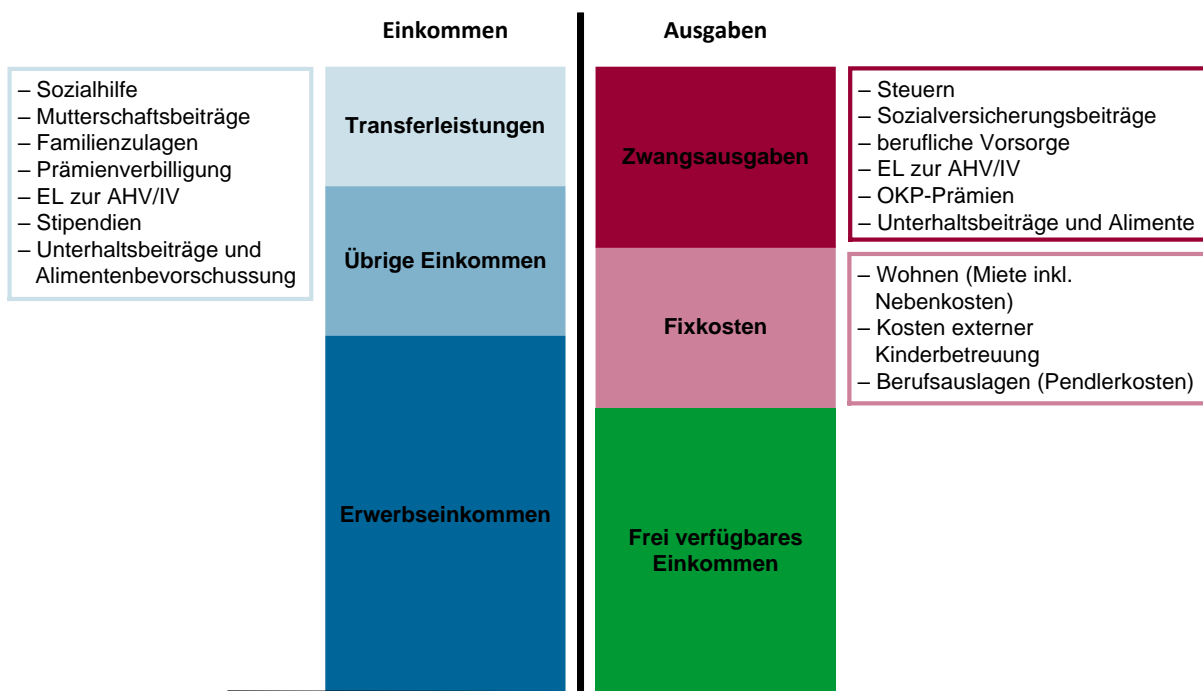 Einkommen
Ausgaben
– Sozialhilfe
– Mutterschaftsbeiträge
– Familienzulagen
– Prämienverbilligung
– EL zur AHV/IV
– Stipendien
– Unterhaltsbeiträge und
Alimentenbevorschussung
Transferleistungen
Übrige Einkommen
Erwerbseinkommen
Zwangsausgaben
Fixkosten
Frei verfügbares
Einkommen
– Steuern
– Sozialversicherungsbeiträge
– berufliche Vorsorge
– EL zur AHV/IV
– OKP-Prämien
– Unterhaltsbeiträge und Alimente
– Wohnen (Miete inkl.
Nebenkosten)
– Kosten externer
Kinderbetreuung
– Berufsauslagen (Pendlerkosten)